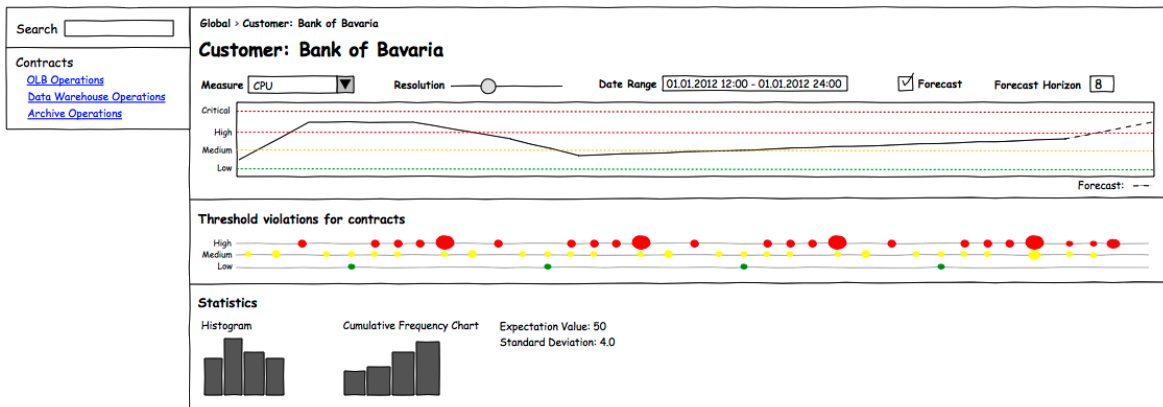 Search
Contracts
OLB Operations
Data Warehouse Operations
Archive Operations
Global > Customer: Bank of Bavaria
Customer: Bank of Bavaria
Measure CPU Resolution Date Range 01.01.2012 12:00 - 01.01.2012 24:00 Forecast Forecast Horizon 8
Critical
High
Medium
Low
Forecast:
Threshold violations for contracts
High
Medium
Low
Statistics
Histogram Cumulative Frequency Chart Expectation Value: 50
Standard Deviation: 4.0